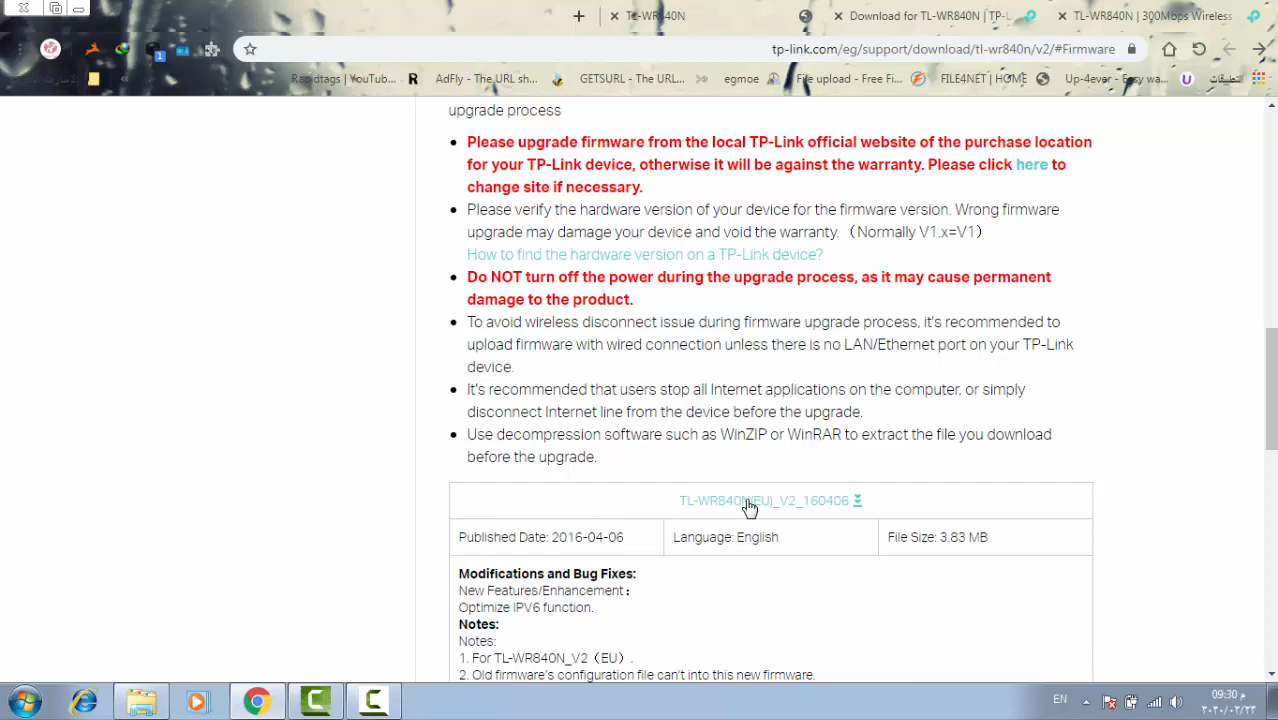 TL-WR840N
Download for TL-WR840N | TP-L
TL-WR840N | 300Mbps Wireless
1
tp-link.com/eg/support/download/tl-wr840n/v2/#Firmware
Rapidtags | YouTub...
R
AdFly - The URL sh...
GETSURL - The URL...
egmoe
File upload - Free Fi...
FILE4NET | HOME
Up-4ever - Easy wa...
U
التطبيقات
upgrade process
• Please upgrade firmware from the local TP-Link official website of the purchase location
for your TP-Link device, otherwise it will be against the warranty. Please click here to
change site if necessary.
• Please verify the hardware version of your device for the firmware version. Wrong firmware
upgrade may damage your device and void the warranty. （Normally V1.x=V1）
How to find the hardware version on a TP-Link device?
• Do NOT turn off the power during the upgrade process, as it may cause permanent
damage to the product.
• To avoid wireless disconnect issue during firmware upgrade process, it's recommended to
upload firmware with wired connection unless there is no LAN/Ethernet port on your TP-Link
device.
• It's recommended that users stop all Internet applications on the computer, or simply
disconnect Internet line from the device before the upgrade.
• Use decompression software such as WinZIP or WinRAR to extract the file you download
before the upgrade.
TL-WR840N(EU)_V2_160406
Published Date: 2016-04-06
Language: English
File Size: 3.83 MB
Modifications and Bug Fixes:
New Features/Enhancement：
Optimize IPV6 function.
Notes:
Notes:
1. For TL-WR840N_V2（EU）.
2. Old firmware's configuration file can't into this new firmware.
EN
09:30 م
٢٠٢٠/٠٢/٢٣